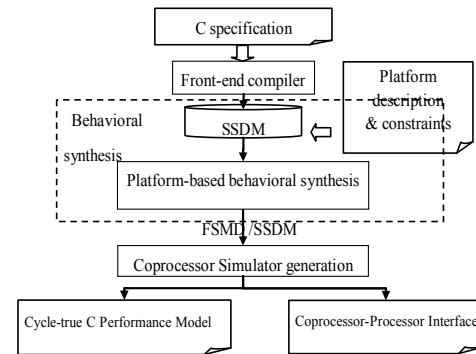 C specification
Front-end compiler
Platform
description
& constraints
Behavioral
synthesis
SSDM
Platform-based behavioral synthesis
FSMD /SSDM
Coprocessor Simulator generation
Cycle-true C Performance Model
Coprocessor-Processor Interface